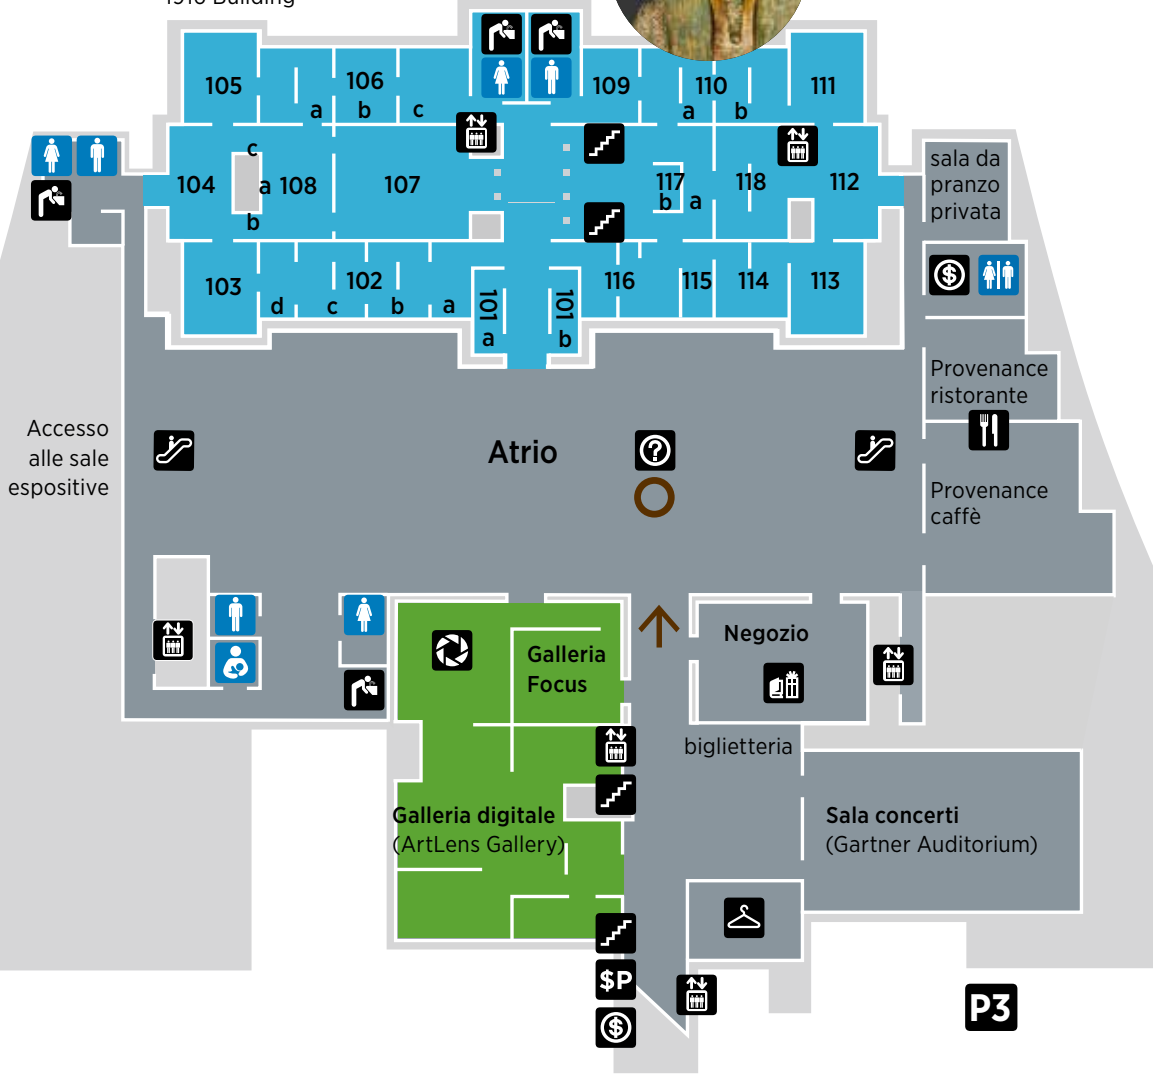 1916 Building
105
106
109
110
111
a
b
c
a
b
c
104
a
108
107
117
118
112
b
a
b
sala da
pranzo
privata
103
102
116
115
114
113
d
c
b
a
101
a
101
b
$
Provenance
ristorante
Accesso
alle sale
espositive
Atrio
?
Provenance
caffè
Negozio
Galleria
Focus
biglietteria
Galleria digitale
(ArtLens Gallery)
Sala concerti
(Gartner Auditorium)
$P
$
P3